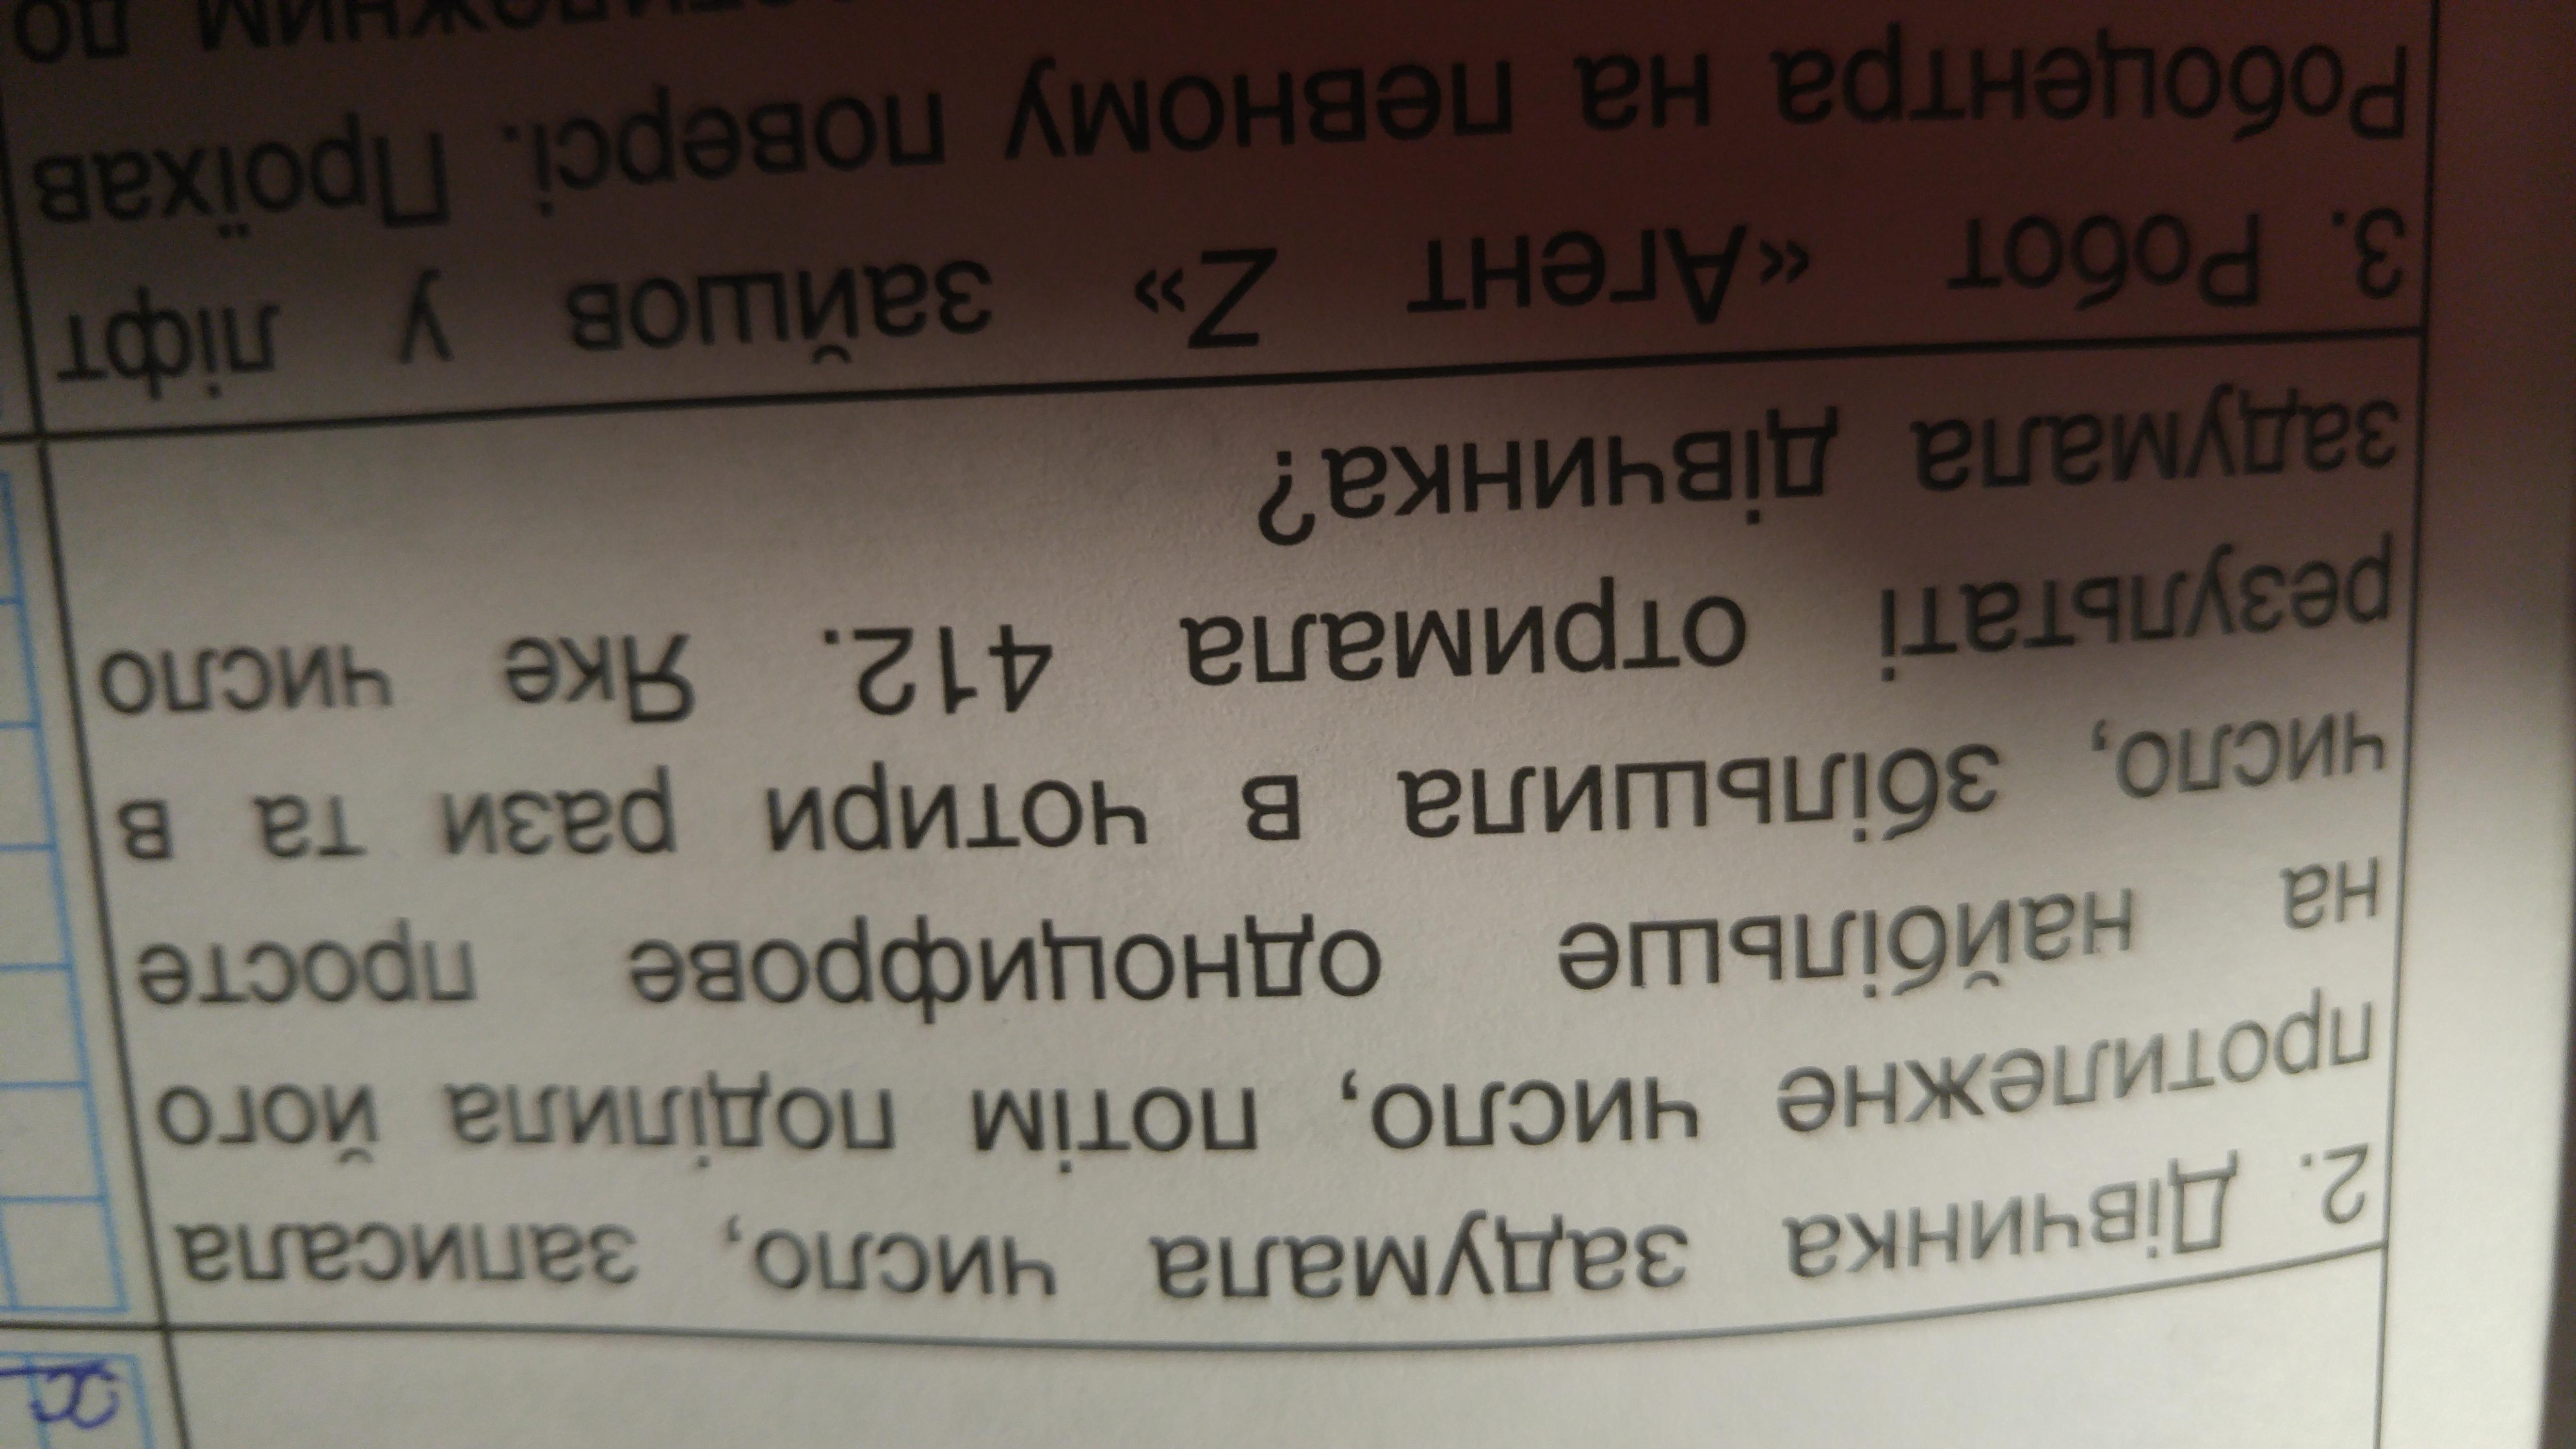 x
2. Дівчинка задумала число, записала
протилежне число, потім поділила його
на найбільше одноцифрове просте
число, збільшила в чотири рази та в
результаті отримала 412. Яке число
задумала дівчинка?
3. Робот «Агент Z» зайшов у ліфт
Робоцентра на певному поверсі. Проїхав
до